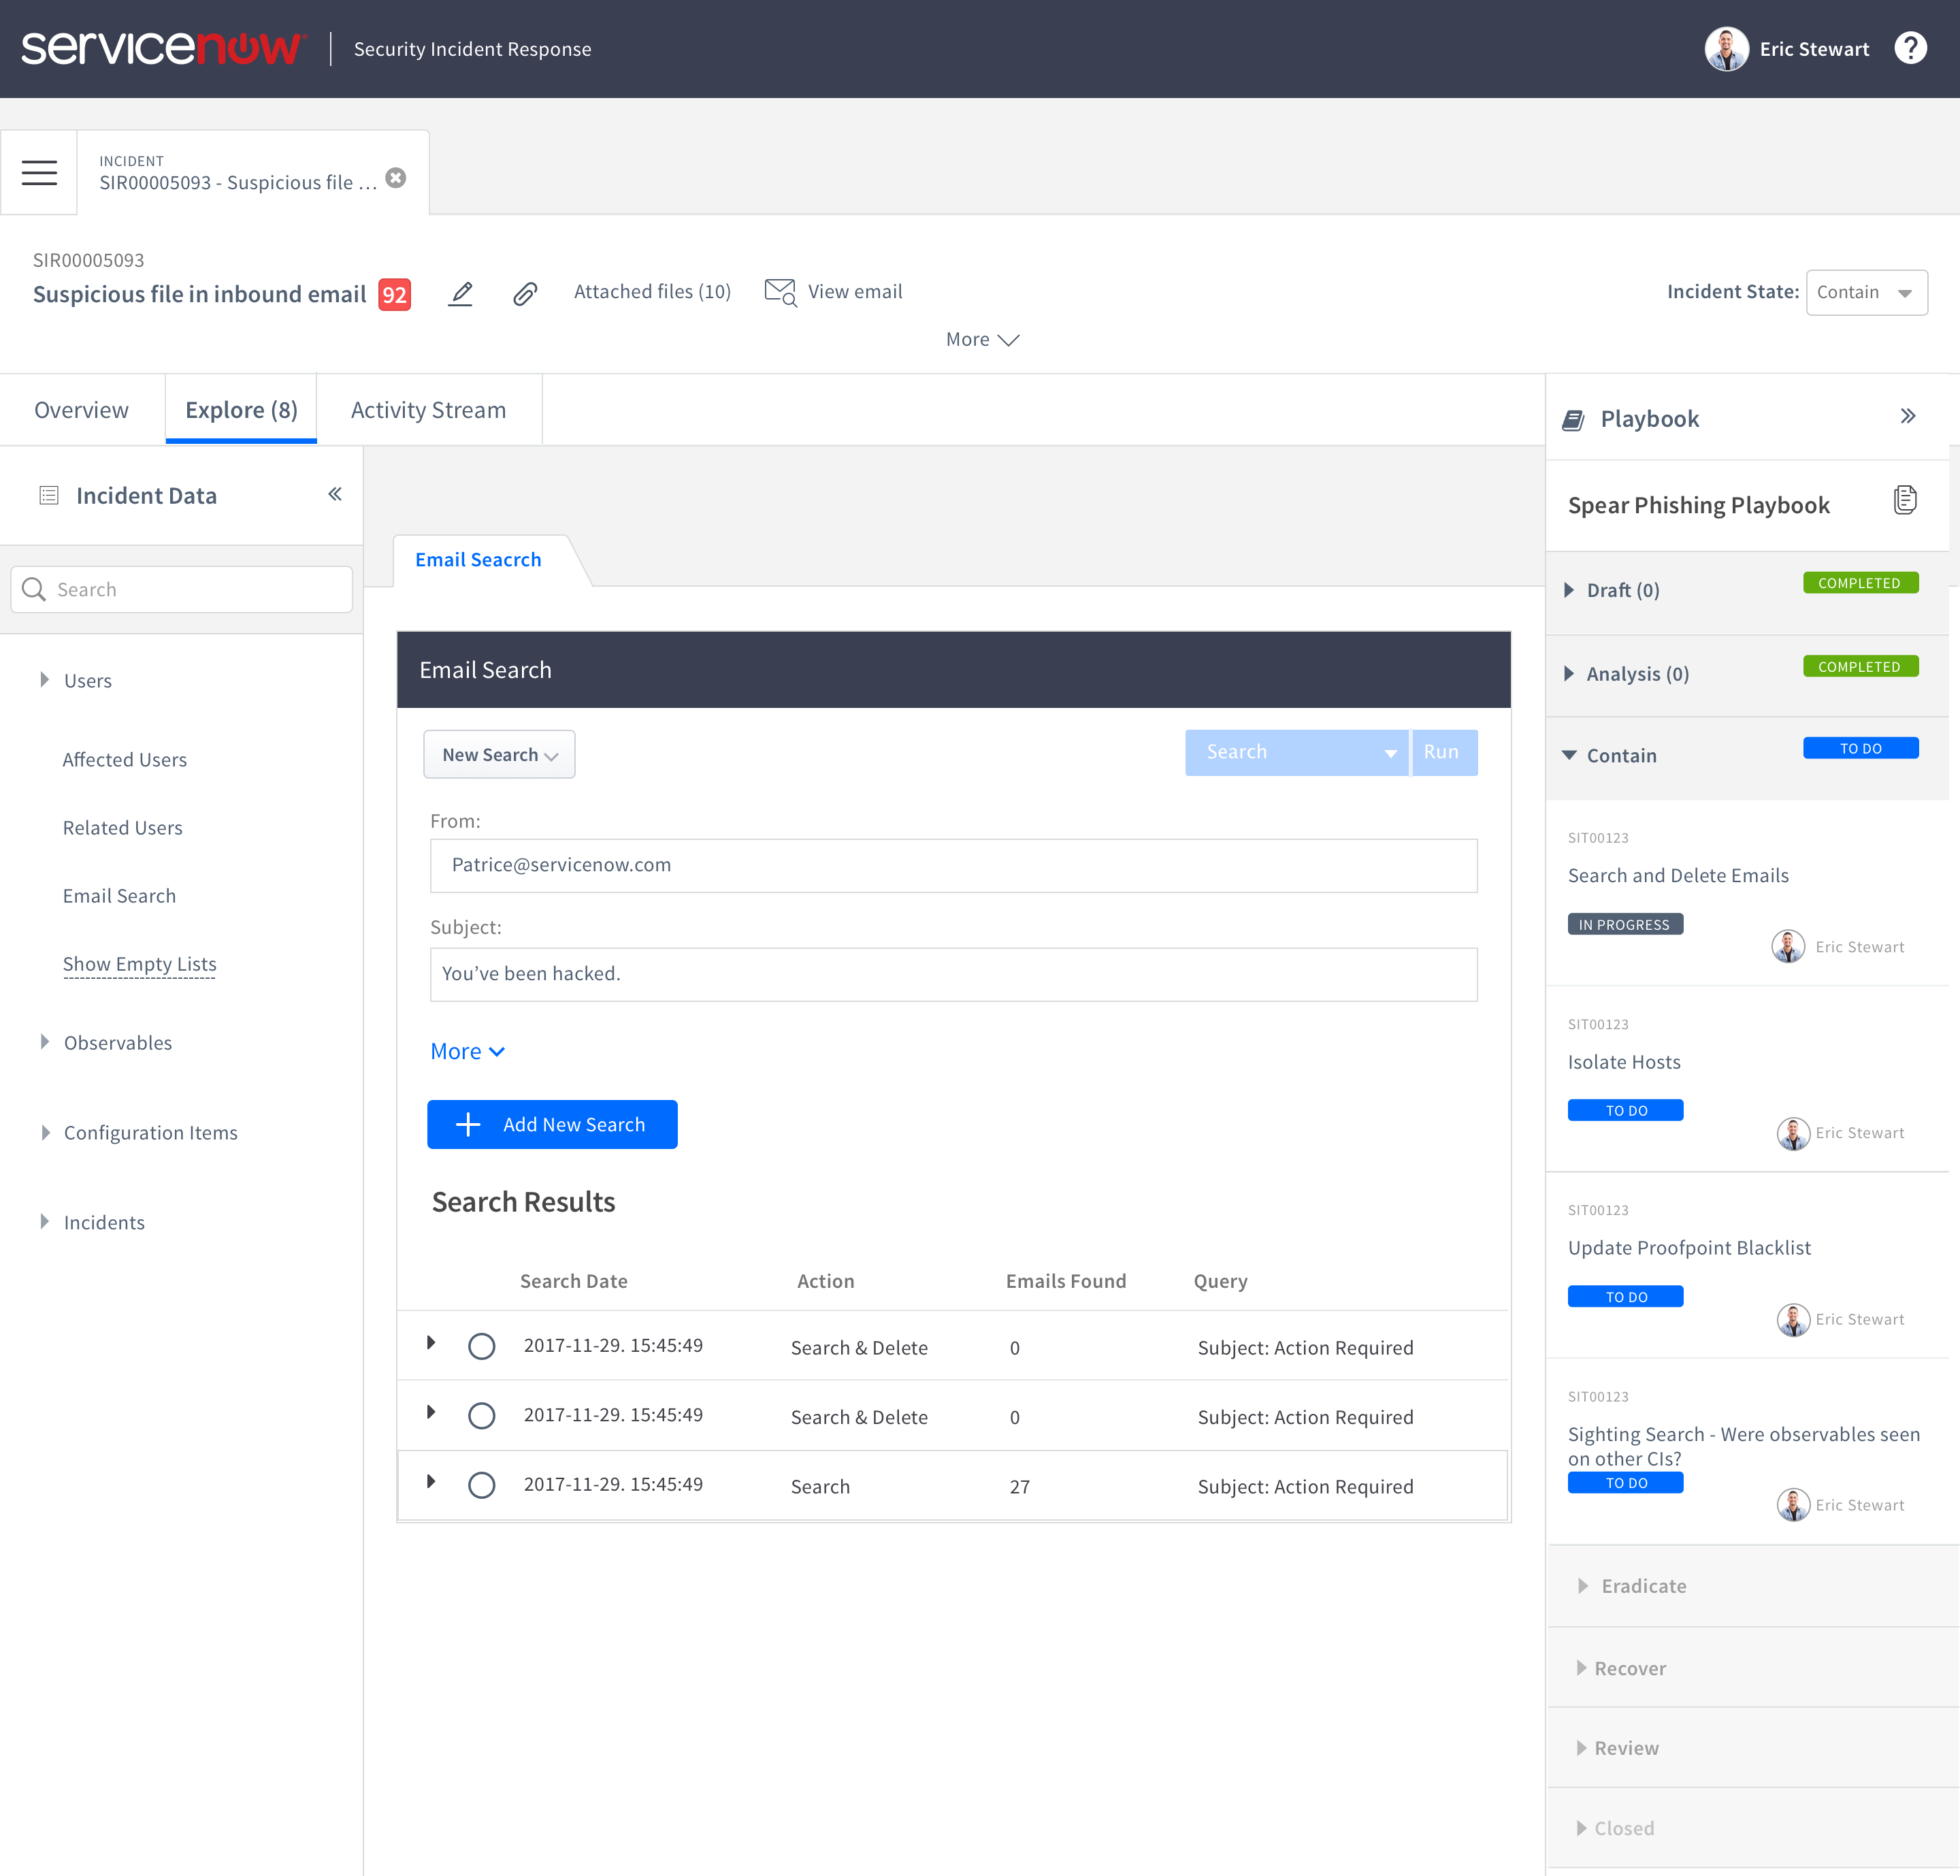 servicenow
Security Incident Response
Eric Stewart
?
INCIDENT
SIR00005093 - Suspicious file ...
SIR00005093
Suspicious file in inbound email 92
Attached files (10)
View email
Incident State: Contain
More
Overview
Explore (8)
Activity Stream
Incident Data
Search
Users
Affected Users
Related Users
Email Search
Show Empty Lists
Observables
Configuration Items
Incidents
Email Seacrch
Email Search
New Search
Search
Run
From:
Patrice@servicenow.com
Subject:
You’ve been hacked.
More
Add New Search
Search Results
Search Date Action Emails Found Query
2017-11-29. 15:45:49 Search & Delete 0 Subject: Action Required
2017-11-29. 15:45:49 Search & Delete 0 Subject: Action Required
2017-11-29. 15:45:49 Search 27 Subject: Action Required
Playbook
Spear Phishing Playbook
Draft (0) COMPLETED
Analysis (0) COMPLETED
Contain TO DO
SIT00123
Search and Delete Emails
IN PROGRESS
Eric Stewart
SIT00123
Isolate Hosts
TO DO
Eric Stewart
SIT00123
Update Proofpoint Blacklist
TO DO
Eric Stewart
SIT00123
Sighting Search - Were observables seen
on other CIs?
TO DO
Eric Stewart
Eradicate
Recover
Review
Closed